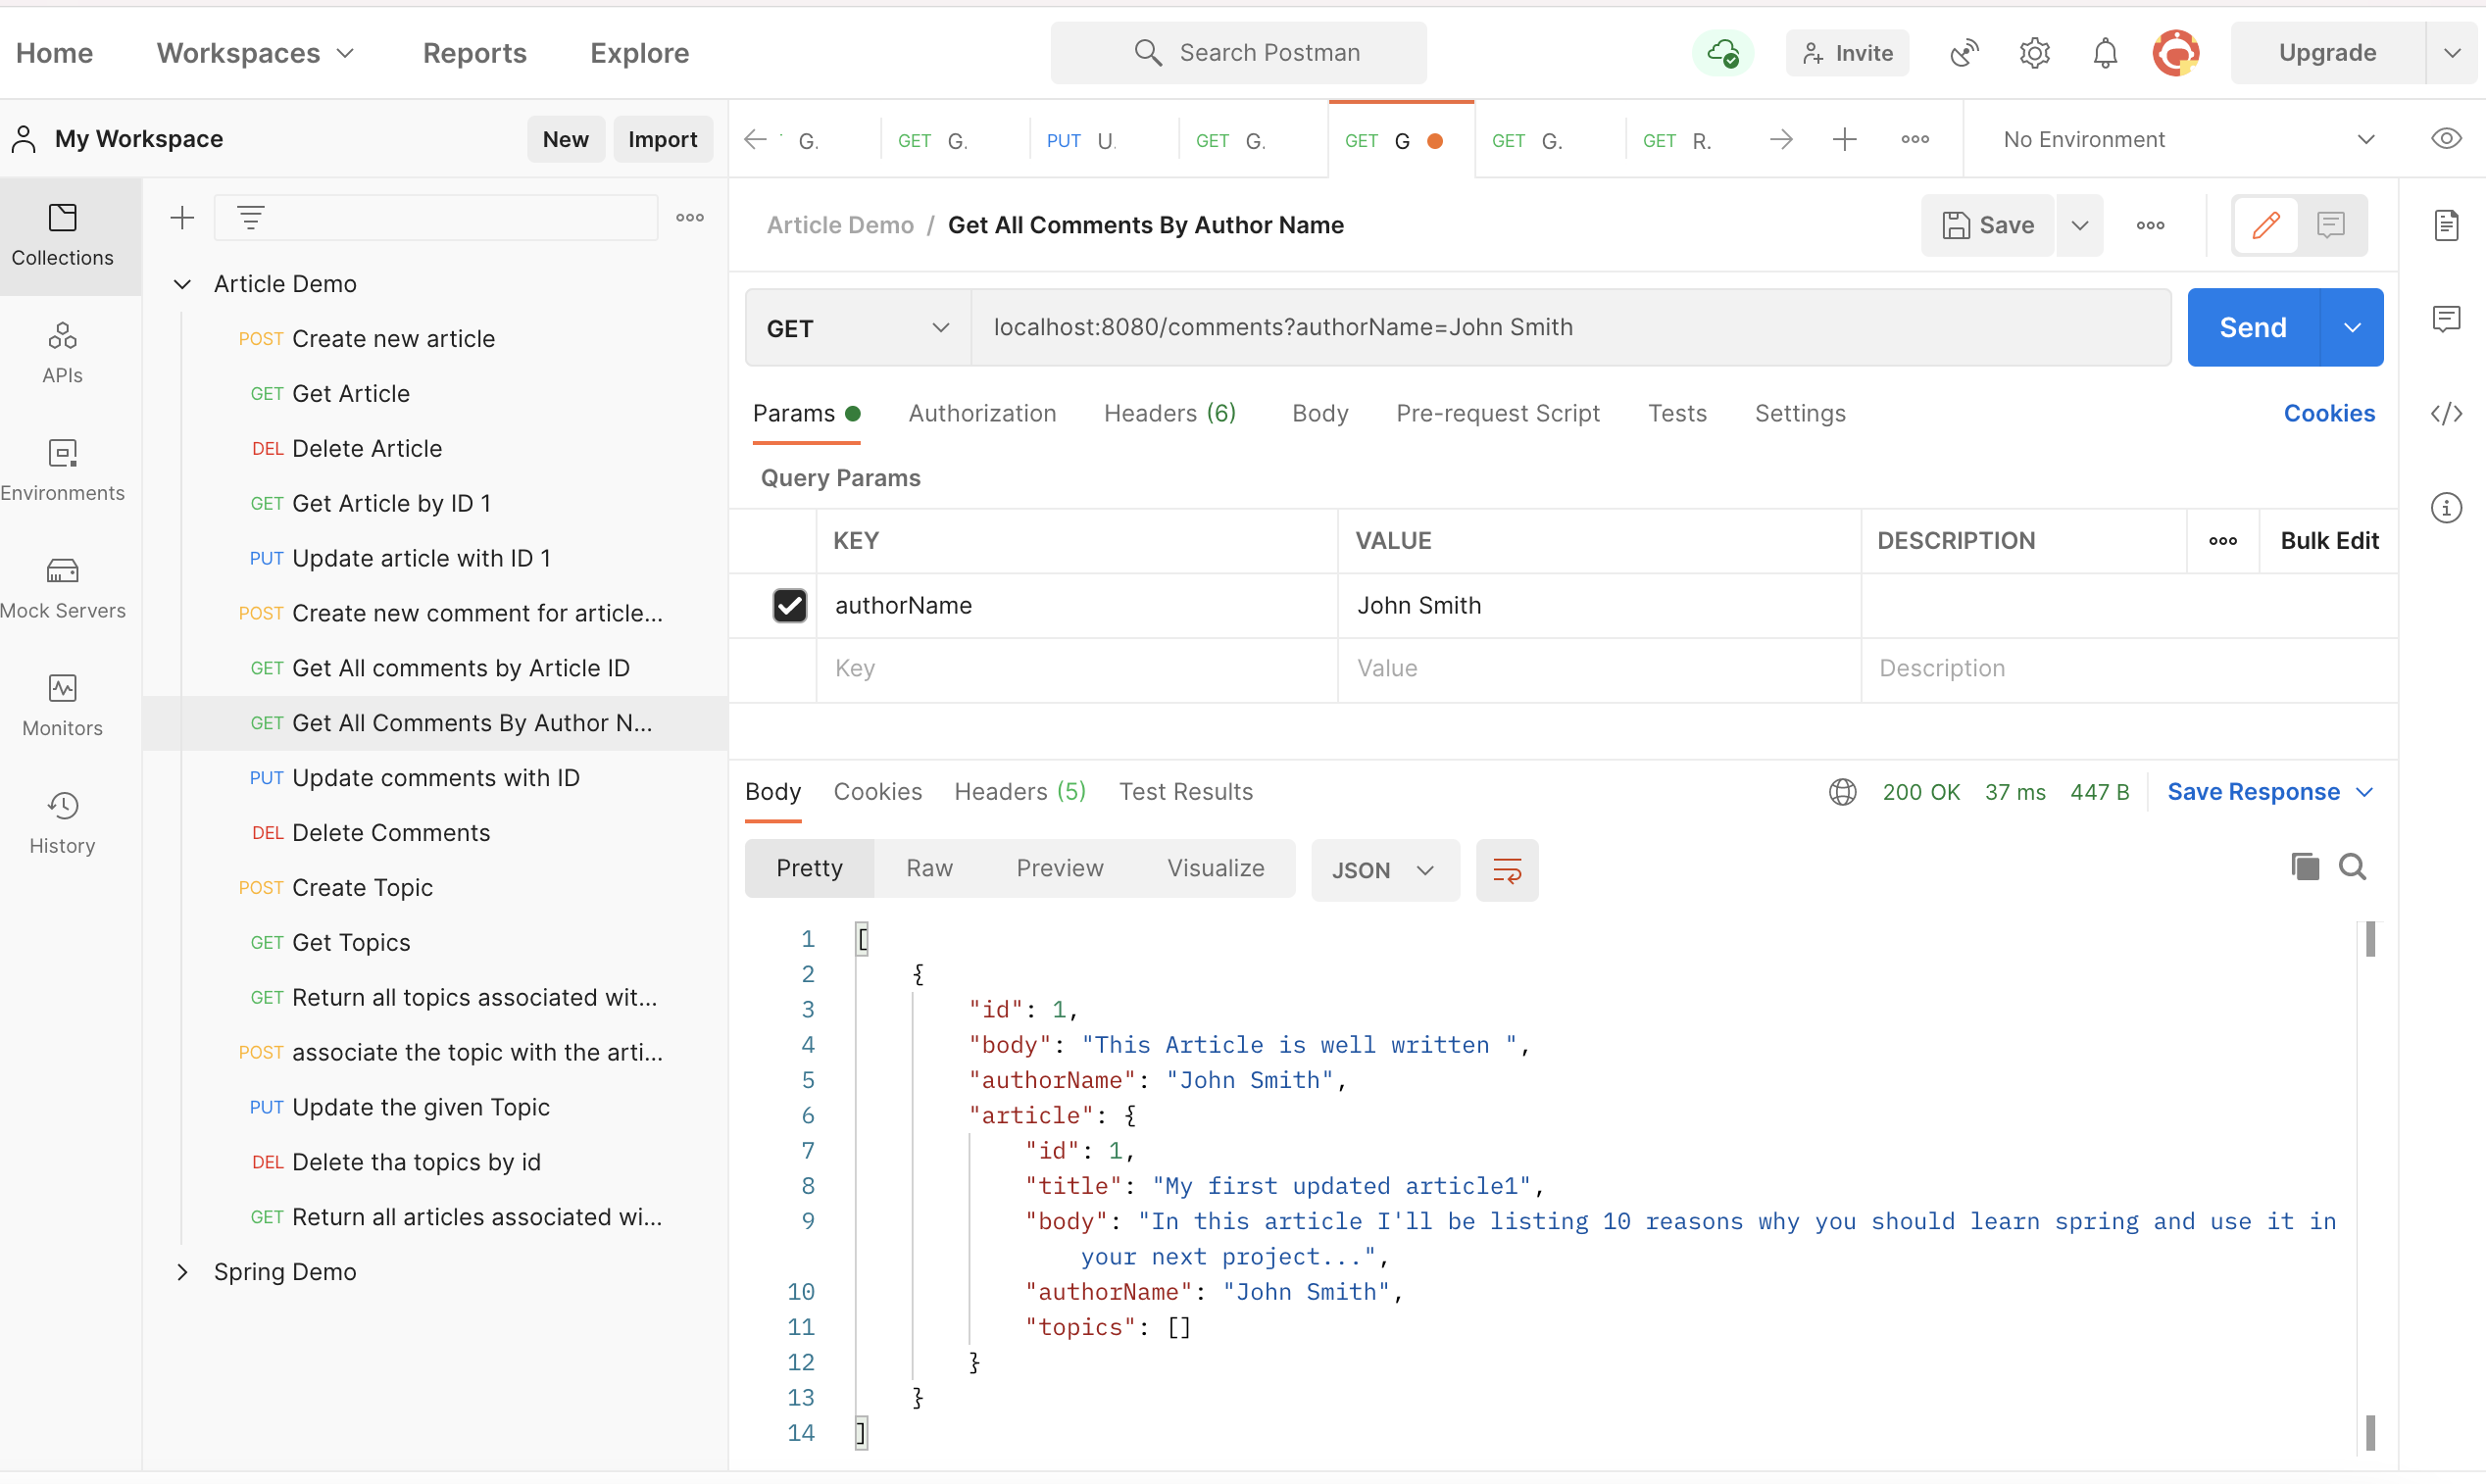 Home Workspaces Reports Explore Search Postman Invite Upgrade
My Workspace New Import G. GET G. PUT U. GET G. GET G GET G. GET R. No Environment
Collections
APIs
Environments
Mock Servers
Monitors
History
Article Demo
POST Create new article
GET Get Article
DEL Delete Article
GET Get Article by ID 1
PUT Update article with ID 1
POST Create new comment for article...
GET Get All comments by Article ID
GET Get All Comments By Author N...
PUT Update comments with ID
DEL Delete Comments
POST Create Topic
GET Get Topics
GET Return all topics associated wit...
POST associate the topic with the arti...
PUT Update the given Topic
DEL Delete tha topics by id
GET Return all articles associated wi...
Spring Demo
Article Demo / Get All Comments By Author Name Save
GET localhost:8080/comments?authorName=John Smith Send
Params Authorization Headers (6) Body Pre-request Script Tests Settings Cookies
Query Params
KEY VALUE DESCRIPTION Bulk Edit
authorName John Smith
Key Value Description
Body Cookies Headers (5) Test Results 200 OK 37 ms 447 B Save Response
Pretty Raw Preview Visualize JSON
1 [
2 {
3 "id": 1,
4 "body": "This Article is well written ",
5 "authorName": "John Smith",
6 "article": {
7 "id": 1,
8 "title": "My first updated article1",
9 "body": "In this article I'll be listing 10 reasons why you should learn spring and use it in
your next project...",
10 "authorName": "John Smith",
11 "topics": []
12 }
13 }
14 ]